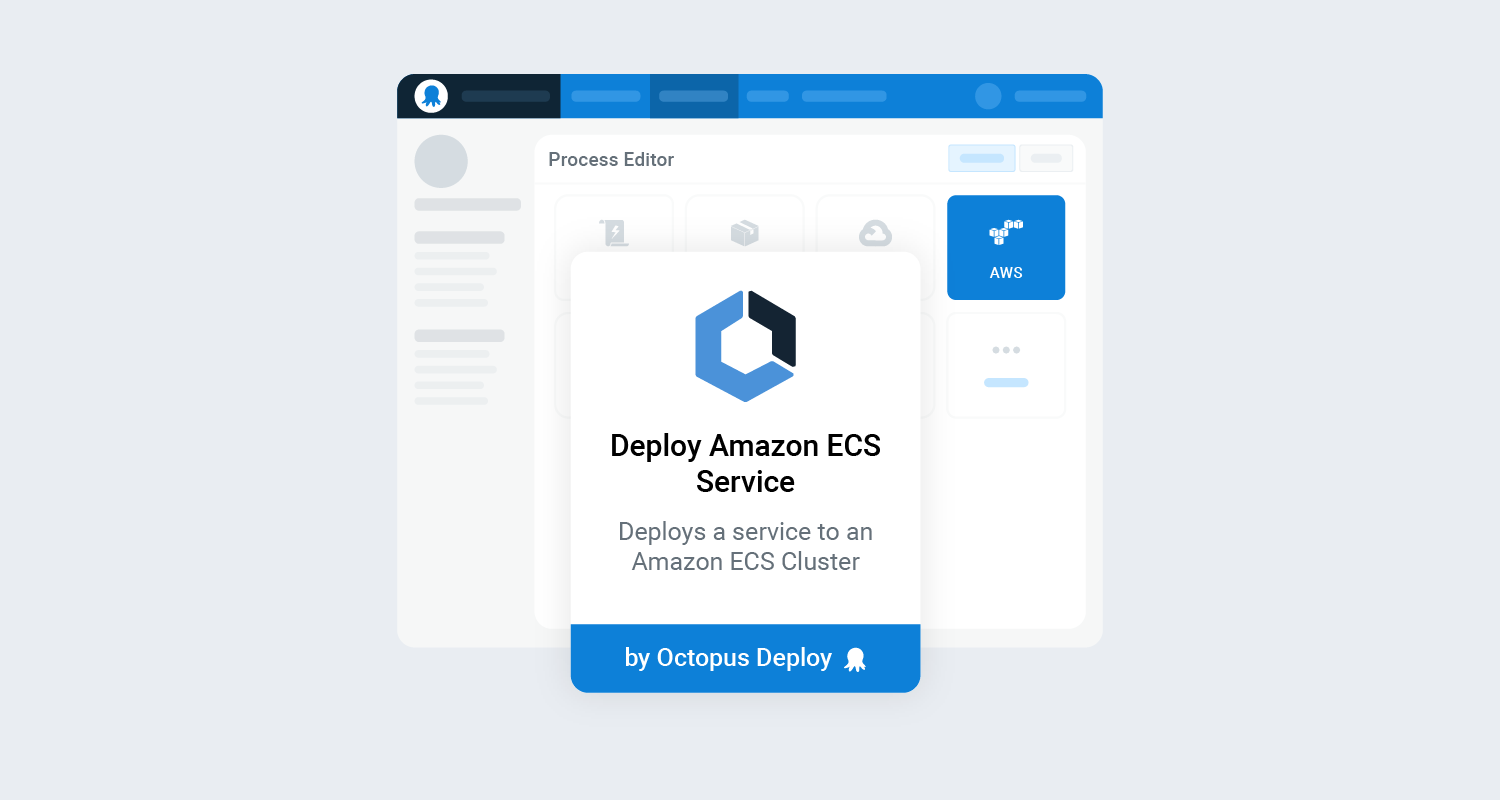 Process Editor
AWS
Deploy Amazon ECS
Service
Deploys a service to an
Amazon ECS Cluster
by Octopus Deploy